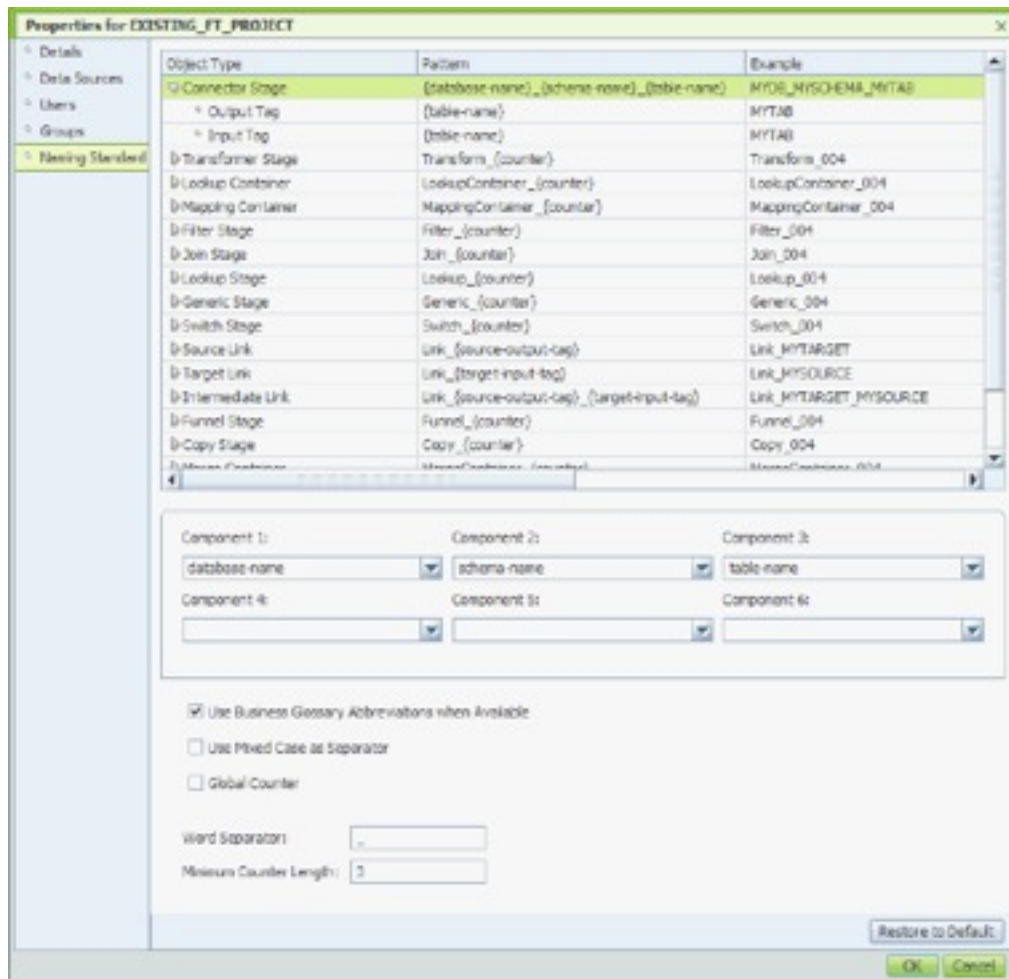 Properties for EXISTING_FT_PROJECT
Details
Data Sources
Users
Groups
Naming Standard
Object Type Pattern Example
Connector Stage {database-name}_{schema-name}_{table-name} MYDB_MYSCHEMA_MYTAB
Output Tag {table-name} MYTAB
Input Tag {table-name} MYTAB
Transformer Stage Transform_{counter} Transform_004
Lookup Container LookupContainer_{counter} LookupContainer_004
Mapping Container MappingContainer_{counter} MappingContainer_004
Filter Stage Filter_{counter} Filter_004
Join Stage Join_{counter} Join_004
Lookup Stage Lookup_{counter} Lookup_004
Generic Stage Generic_{counter} Generic_004
Switch Stage Switch_{counter} Switch_004
Source Link Link_{source-output-tag} Link_MYTARGET
Target Link Link_{target-input-tag} Link_MYSOURCE
Intermediate Link Link_{source-output-tag}_{target-input-tag} Link_MYTARGET_MYSOURCE
Funnel Stage Funnel_{counter} Funnel_004
Copy Stage Copy_{counter} Copy_004
Component 1: Component 2: Component 3:
database-name schema-name table-name
Component 4: Component 5: Component 6:
Use Business Glossary Abbreviations when Available
Use Mixed Case as Separator
Global Counter
Word Separator: _
Minimum Counter Length: 3
Restore to Default
OK Cancel